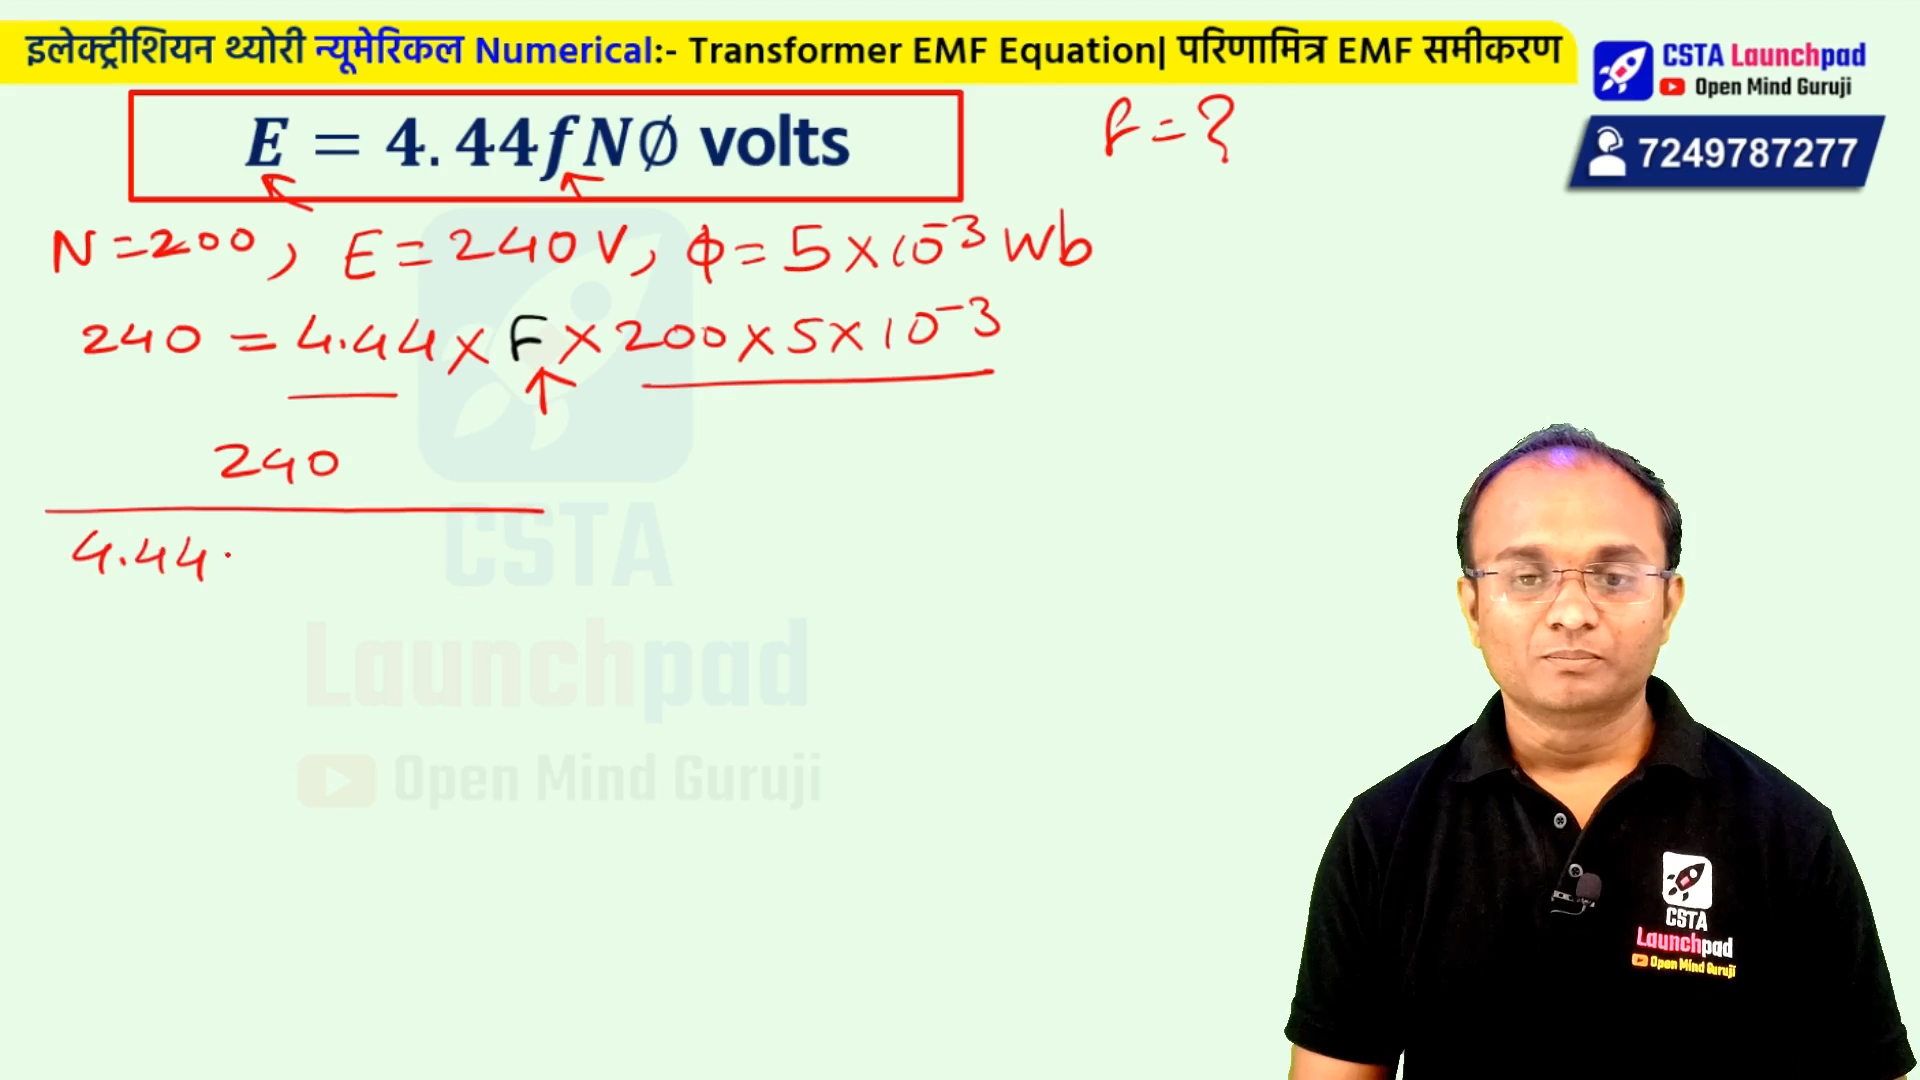 इलेक्ट्रीशियन थ्योरी न्यूमेरिकल Numerical:- Transformer EMF Equation| परिणामित्र EMF समीकरण
CSTA Launchpad
Open Mind Guruji
7249787277
E = 4.44fNØ volts
f = ?
N = 200, E = 240 V, ϕ = 5 × 10⁻³ Wb
240 = 4.44 × F × 200 × 5 × 10⁻³
240
4.44.
CSTA
Launchpad
Open Mind Guruji
CSTA
Launchpad
Open Mind Guruji